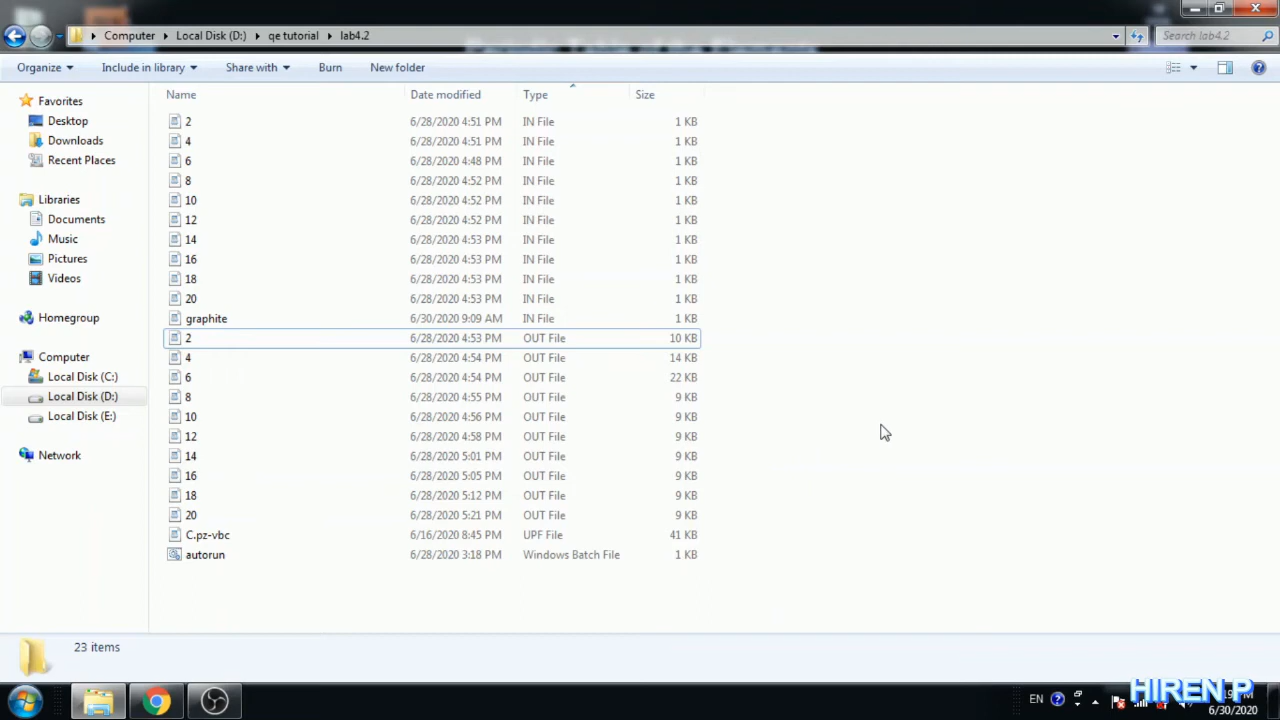 Computer Local Disk (D:) qe tutorial lab4.2 Search lab4.2
Organize Include in library Share with Burn New folder
Name Date modified Type Size
Favorites
Desktop
Downloads
Recent Places
Libraries
Documents
Music
Pictures
Videos
Homegroup
Computer
Local Disk (C:)
Local Disk (D:)
Local Disk (E:)
Network
2 6/28/2020 4:51 PM IN File 1 KB
4 6/28/2020 4:51 PM IN File 1 KB
6 6/28/2020 4:48 PM IN File 1 KB
8 6/28/2020 4:52 PM IN File 1 KB
10 6/28/2020 4:52 PM IN File 1 KB
12 6/28/2020 4:52 PM IN File 1 KB
14 6/28/2020 4:53 PM IN File 1 KB
16 6/28/2020 4:53 PM IN File 1 KB
18 6/28/2020 4:53 PM IN File 1 KB
20 6/28/2020 4:53 PM IN File 1 KB
graphite 6/30/2020 9:09 AM IN File 1 KB
2 6/28/2020 4:53 PM OUT File 10 KB
4 6/28/2020 4:54 PM OUT File 14 KB
6 6/28/2020 4:54 PM OUT File 22 KB
8 6/28/2020 4:55 PM OUT File 9 KB
10 6/28/2020 4:56 PM OUT File 9 KB
12 6/28/2020 4:58 PM OUT File 9 KB
14 6/28/2020 5:01 PM OUT File 9 KB
16 6/28/2020 5:05 PM OUT File 9 KB
18 6/28/2020 5:12 PM OUT File 9 KB
20 6/28/2020 5:21 PM OUT File 9 KB
C.pz-vbc 6/16/2020 8:45 PM UPF File 41 KB
autorun 6/28/2020 3:18 PM Windows Batch File 1 KB
23 items
EN
HIREN P
6/30/2020